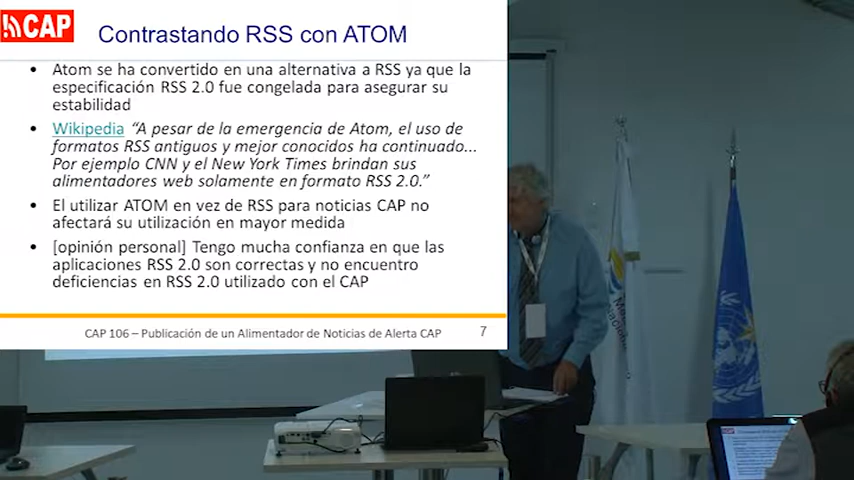 CAP
Contrastando RSS con ATOM
• Atom se ha convertido en una alternativa a RSS ya que la
especificación RSS 2.0 fue congelada para asegurar su
estabilidad
• Wikipedia “A pesar de la emergencia de Atom, el uso de
formatos RSS antiguos y mejor conocidos ha continuado...
Por ejemplo CNN y el New York Times brindan sus
alimentadores web solamente en formato RSS 2.0.”
• El utilizar ATOM en vez de RSS para noticias CAP no
afectará su utilización en mayor medida
• [opinión personal] Tengo mucha confianza en que las
aplicaciones RSS 2.0 son correctas y no encuentro
deficiencias en RSS 2.0 utilizado con el CAP
CAP 106 – Publicación de un Alimentador de Noticias de Alerta CAP 7